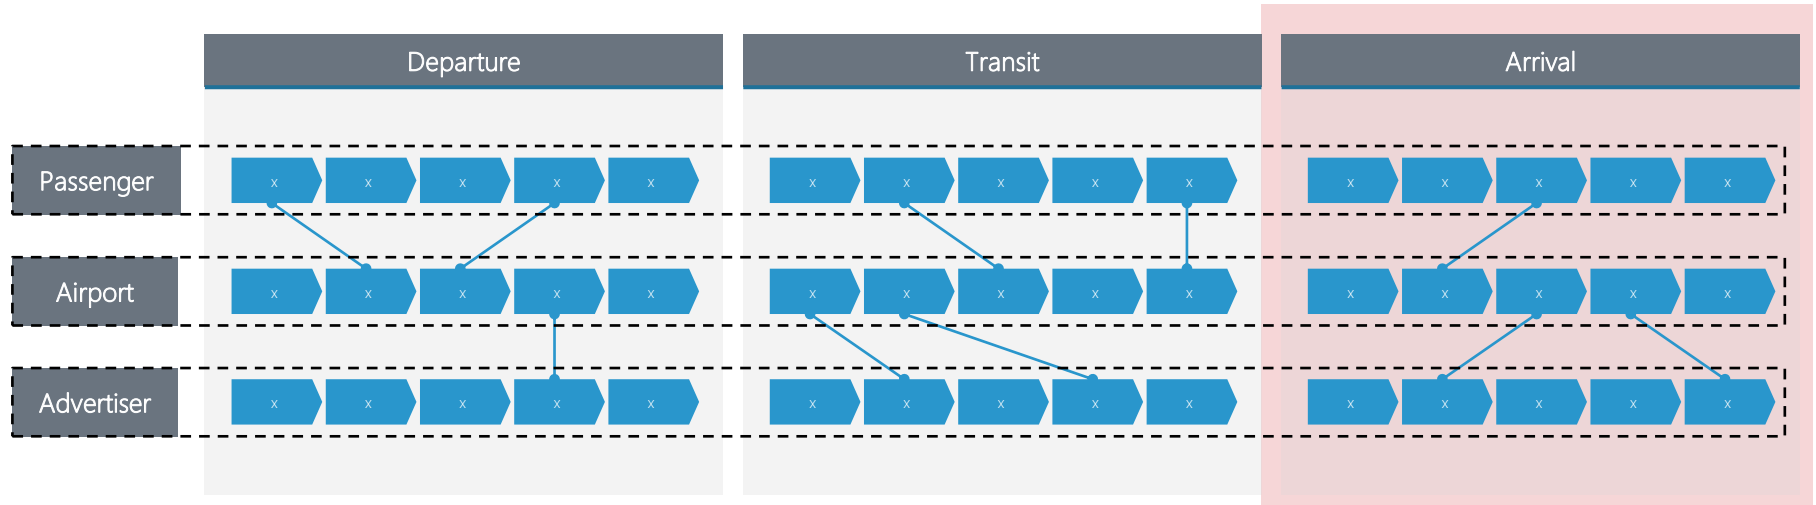 Departure Transit Arrival
Passenger x x x x x x x x x x x x x x x
Airport x x x x x x x x x x x x x x x
Advertiser x x x x x x x x x x x x x x x